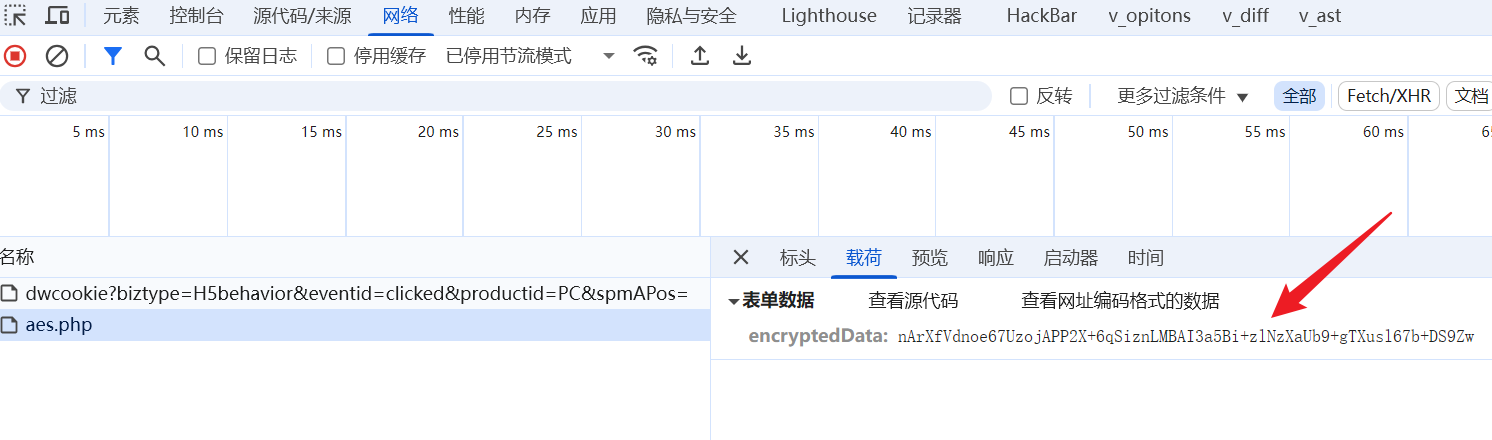 元素 控制台 源代码/来源 网络 性能 内存 应用 隐私与安全 Lighthouse 记录器 HackBar v_opitons v_diff v_ast
保留日志 停用缓存 已停用节流模式
过滤 反转 更多过滤条件 全部 Fetch/XHR 文档
5 ms 10 ms 15 ms 20 ms 25 ms 30 ms 35 ms 40 ms 45 ms 50 ms 55 ms 60 ms
名称 标头 载荷 预览 响应 启动器 时间
dwcookie?biztype=H5behavior&eventid=clicked&productid=PC&spmAPos= 表单数据 查看源代码 查看网址编码格式的数据
aes.php encryptedData: nArXfVdnoe67UzojAPP2X+6qSiznLMBAI3a5Bi+zlNzXaUb9+gTXusl67b+DS9Zw